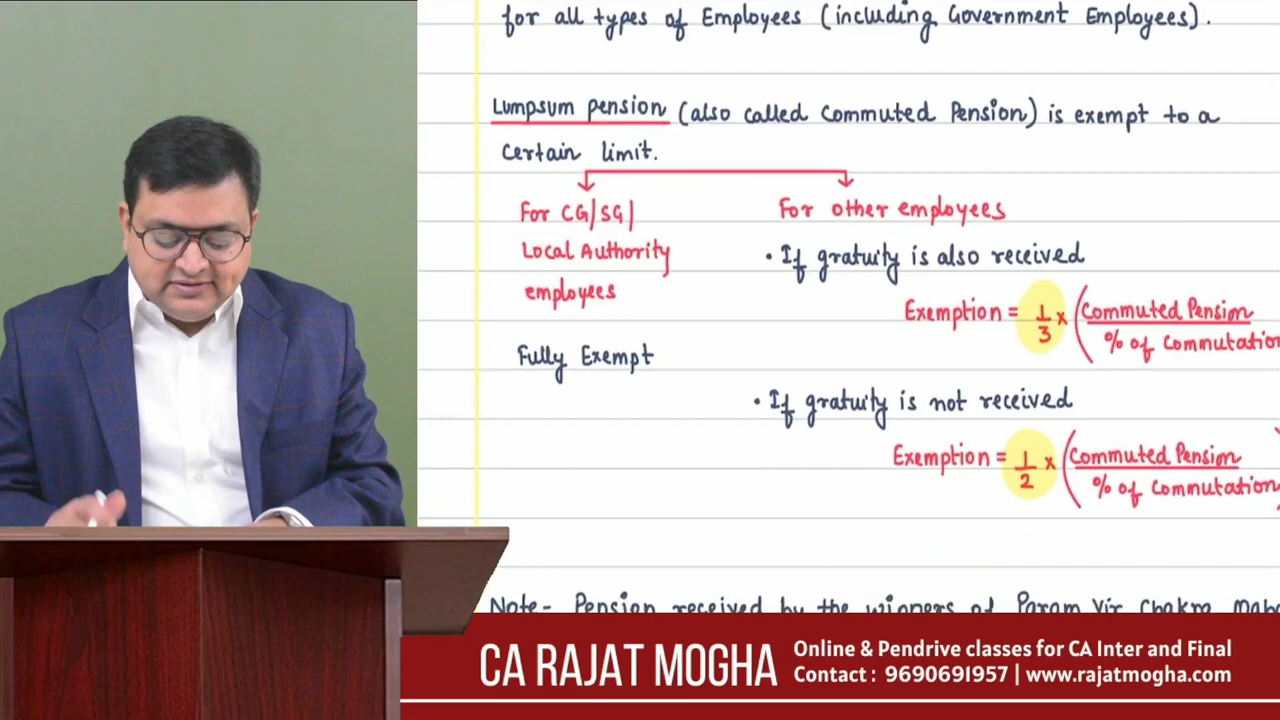 for all types of Employees (including Government Employees).
Lumpsum pension (also called Commuted Pension) is exempt to a
certain limit.
For CG/SG/
Local Authority
employees
Fully Exempt
For other employees
• If gratuity is also received
Exemption = 1/3 x (Commuted Pension
% of Commutation
• If gratuity is not received
Exemption = 1/2 x (Commuted Pension
% of Commutation)
Note- Pension received by the winners of Param Vir Chakra, Maha
CA RAJAT MOGHA
Online & Pendrive classes for CA Inter and Final
Contact : 9690691957 | www.rajatmogha.com